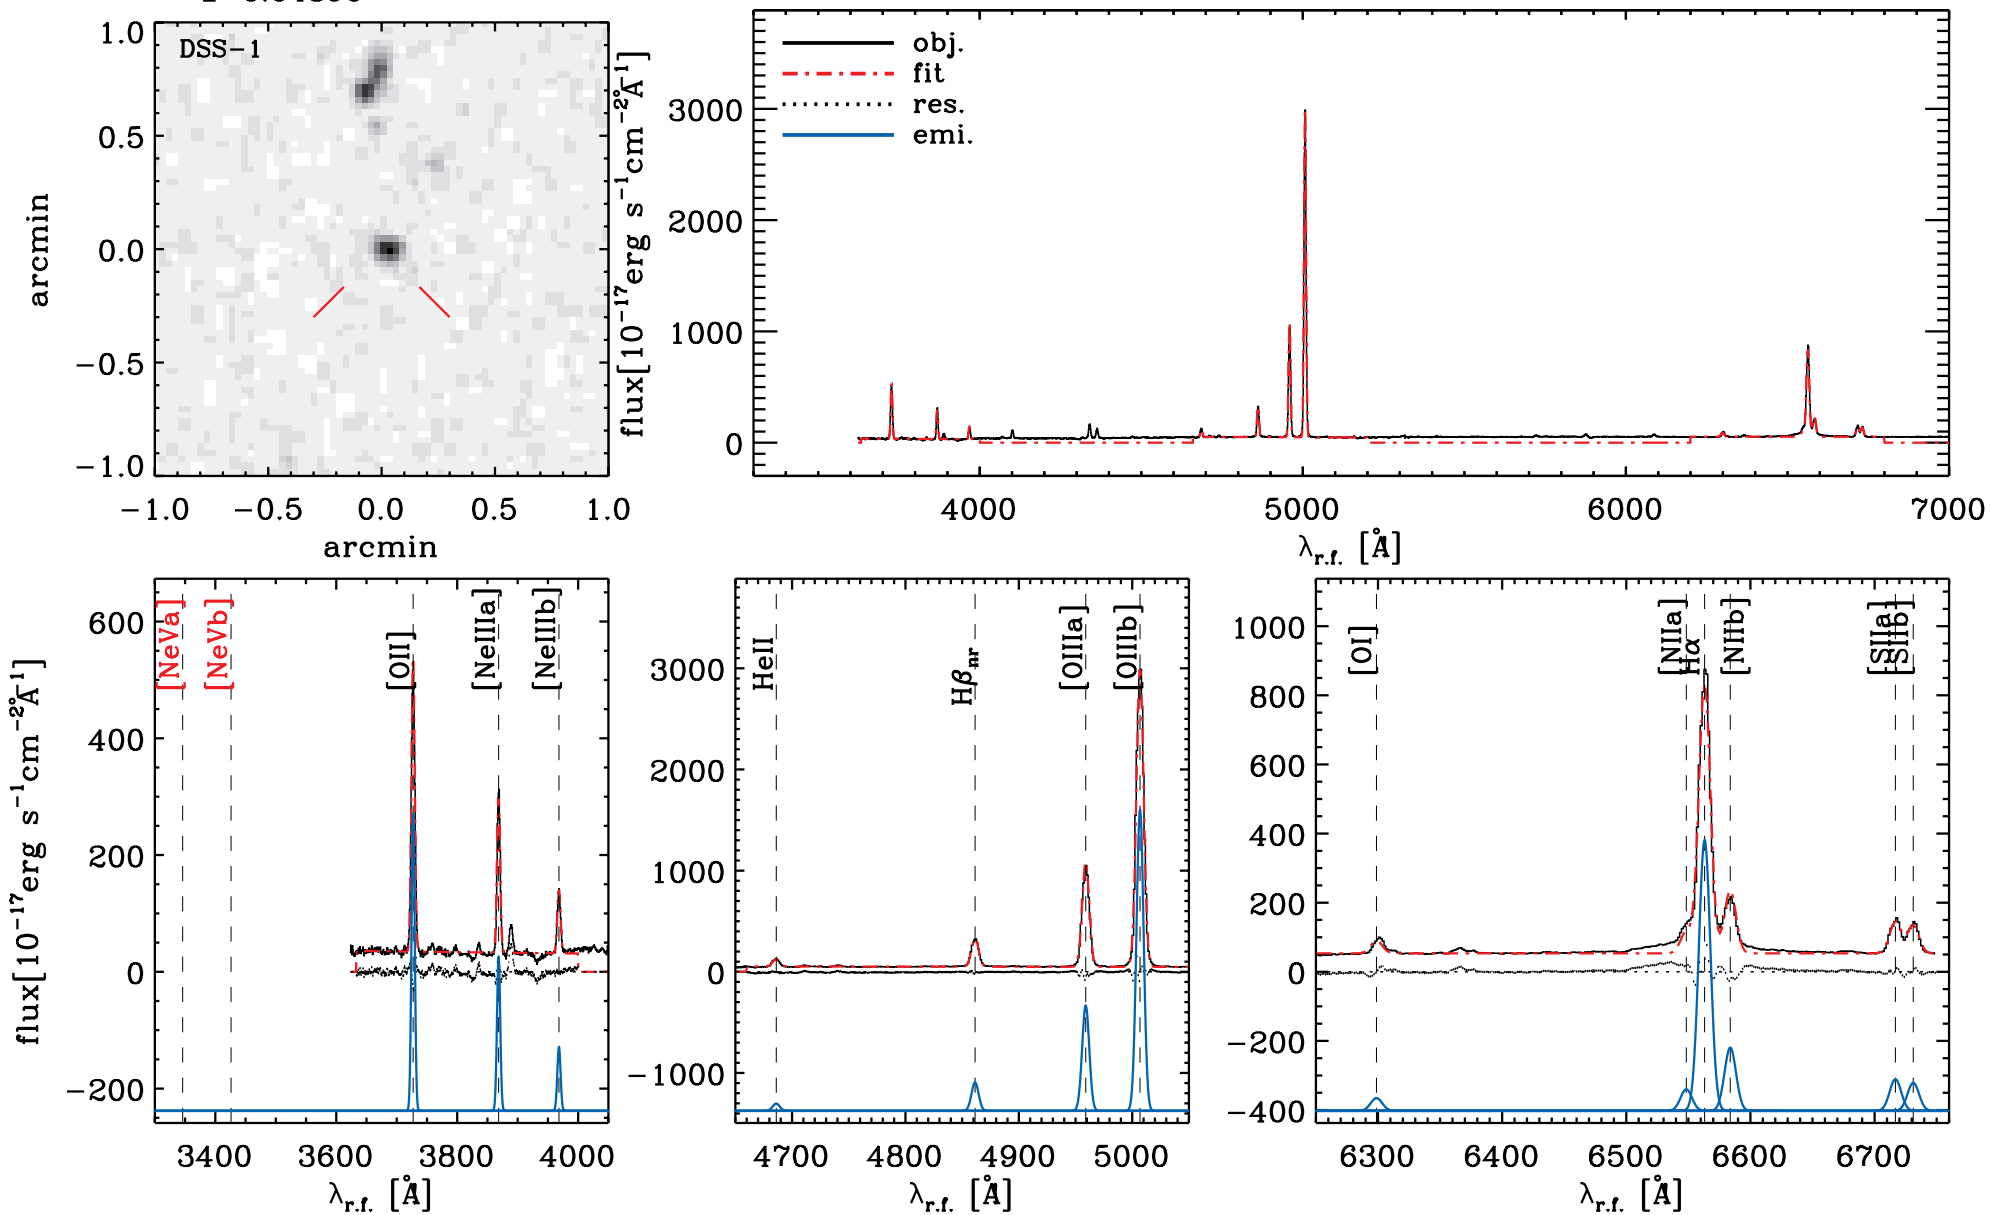 DSS-1
1.0
0.5
0.0
-0.5
-1.0
arcmin
-1.0 -0.5 0.0 0.5 1.0
arcmin
flux[10⁻¹⁷erg s⁻¹cm⁻²Å⁻¹]
obj.
fit
res.
emi.
3000
2000
1000
0
4000 5000 6000 7000
λr.f. [Å]
[NeVa] [NeVb] [OII] [NeIIIa] [NeIIIb]
600
400
200
0
-200
flux[10⁻¹⁷erg s⁻¹cm⁻²Å⁻¹]
3400 3600 3800 4000
λr.f. [Å]
HeII Hβnr [OIIIa] [OIIIb]
3000
2000
1000
0
-1000
4700 4800 4900 5000
λr.f. [Å]
[OI] [NIIa] Hα [NIIb] [SIIa] [SIIb]
1000
800
600
400
200
0
-200
-400
6300 6400 6500 6600 6700
λr.f. [Å]